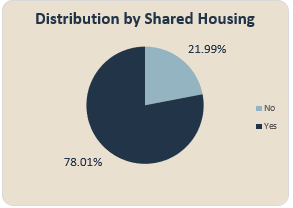 Distribution by Shared Housing
21.99%
No
Yes
78.01%